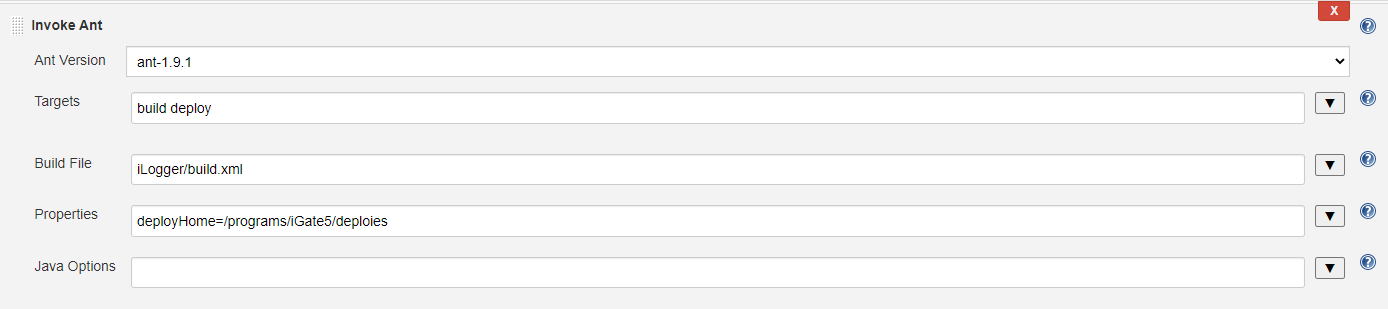 X
Invoke Ant
Ant Version
ant-1.9.1
Targets
build deploy
Build File
iLogger/build.xml
Properties
deployHome=/programs/iGate5/deploies
Java Options